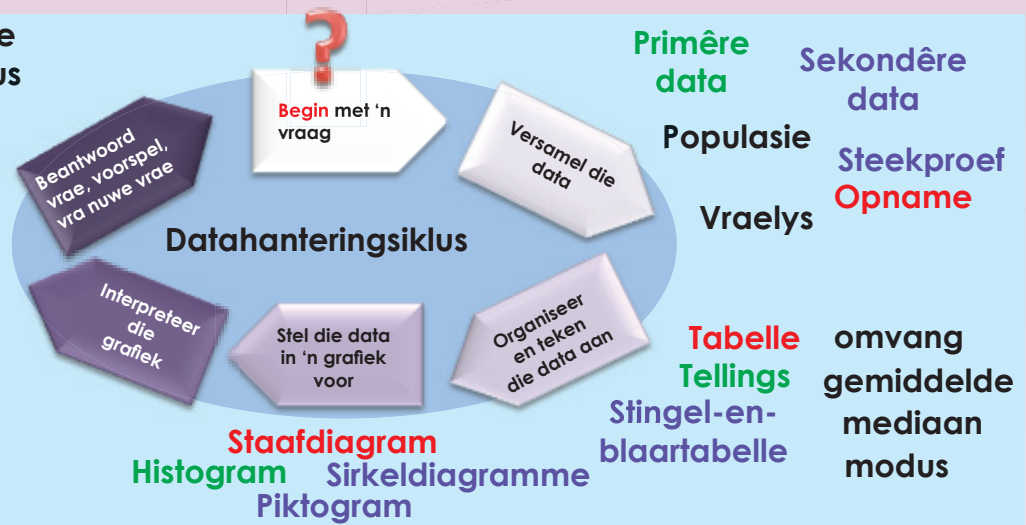 e
us
?
Begin met ‘n
vraag
Versamel die
data
Organiseer
en teken
die data aan
Stel die data
in ‘n grafiek
voor
Interpreteer
die
grafiek
Beantwoord
vrae, voorspel,
vra nuwe vrae
Datahanteringsiklus
Primêre
data
Sekondêre
data
Populasie
Steekproef
Opname
Vraelys
Tabelle
Tellings
Stingel-en-
blaartabelle
omvang
gemiddelde
mediaan
modus
Staafdiagram
Histogram
Sirkeldiagramme
Piktogram